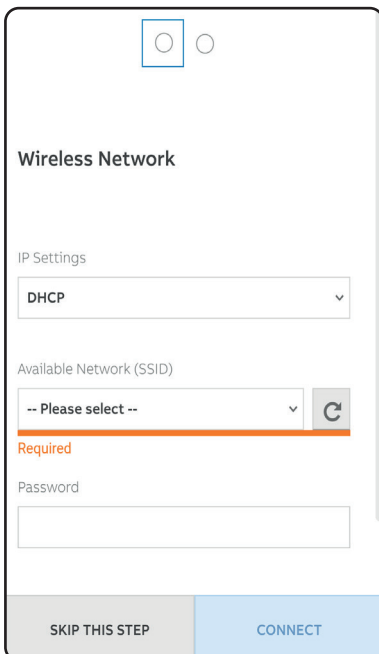 Wireless Network
IP Settings
DHCP
Available Network (SSID)
-- Please select --
Required
Password
SKIP THIS STEP
CONNECT